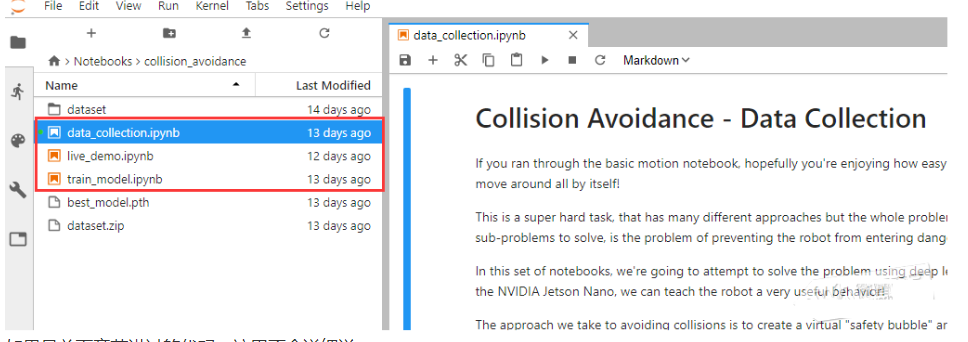 File Edit View Run Kernel Tabs Settings Help
Notebooks > collision_avoidance
Name Last Modified
dataset 14 days ago
data_collection.ipynb 13 days ago
live_demo.ipynb 12 days ago
train_model.ipynb 13 days ago
best_model.pth 13 days ago
dataset.zip 13 days ago
data_collection.ipynb
Markdown
Collision Avoidance - Data Collection
If you ran through the basic motion notebook, hopefully you're enjoying how easy
move around all by itself!
This is a super hard task, that has many different approaches but the whole proble
sub-problems to solve, is the problem of preventing the robot from entering dang
In this set of notebooks, we're going to attempt to solve the problem using deep le
the NVIDIA Jetson Nano, we can teach the robot a very useful behavior!
The approach we take to avoiding collisions is to create a virtual "safety bubble" ar